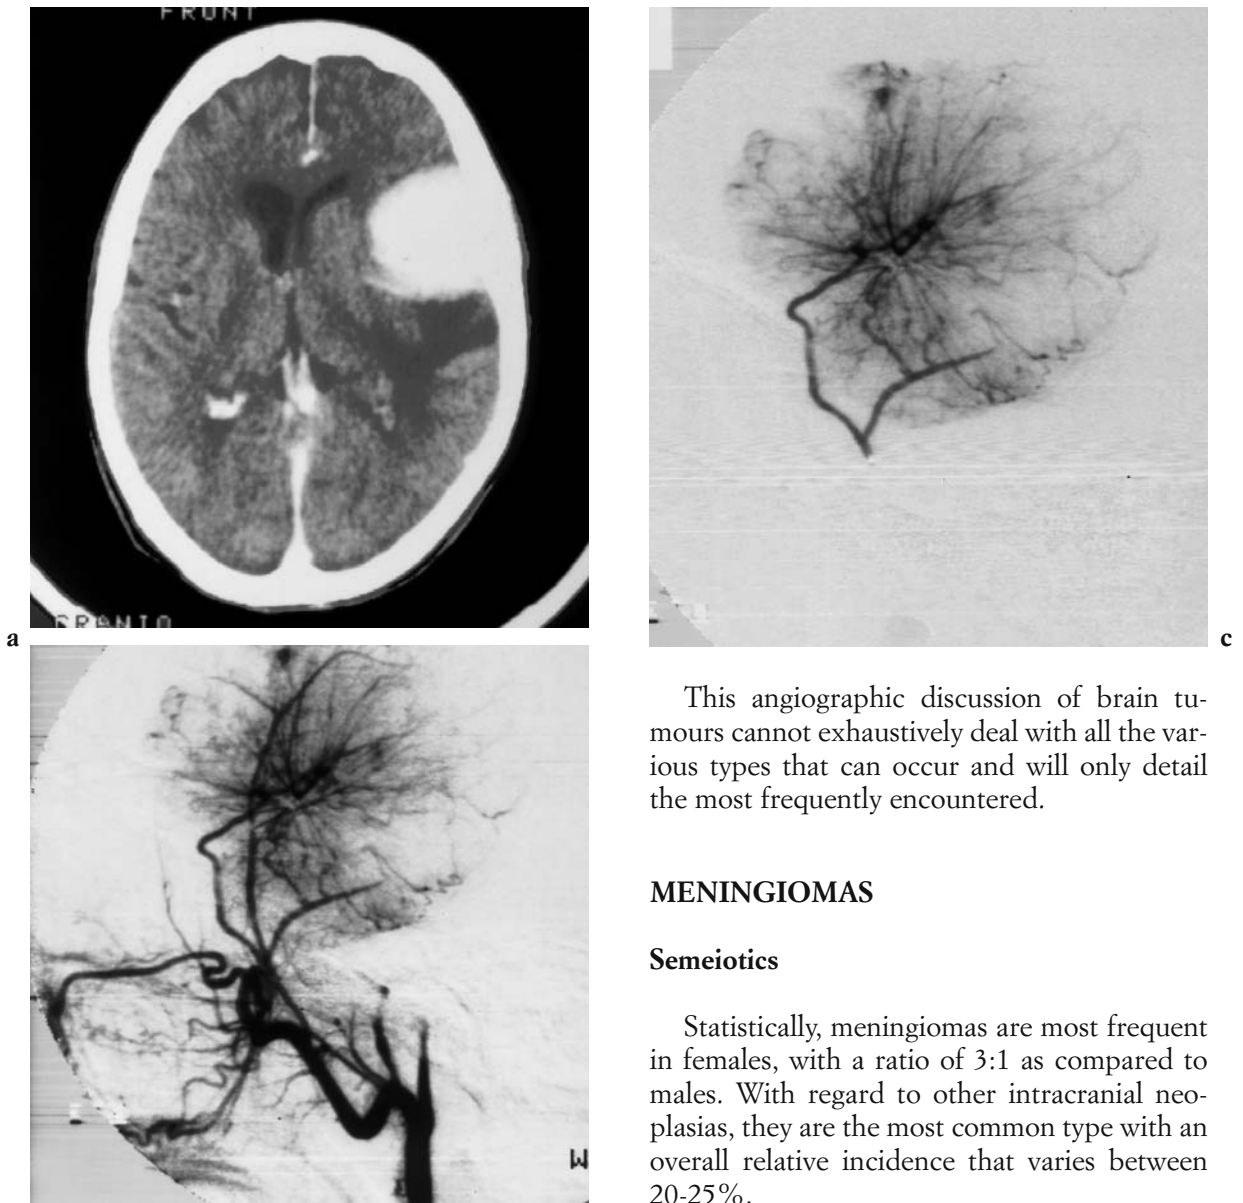 FRONT
CRANIO
a
c
W
This angiographic discussion of brain tu-
mours cannot exhaustively deal with all the var-
ious types that can occur and will only detail
the most frequently encountered.
MENINGIOMAS
Semeiotics
Statistically, meningiomas are most frequent
in females, with a ratio of 3:1 as compared to
males. With regard to other intracranial neo-
plasias, they are the most common type with an
overall relative incidence that varies between
20-25%.